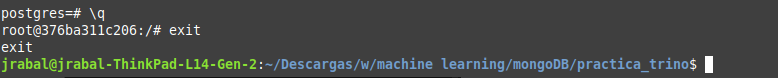 postgres=# \q
root@376ba311c206:/# exit
exit
jrabal@jrabal-ThinkPad-L14-Gen-2:~/Descargas/w/machine learning/mongoDB/practica_trino$